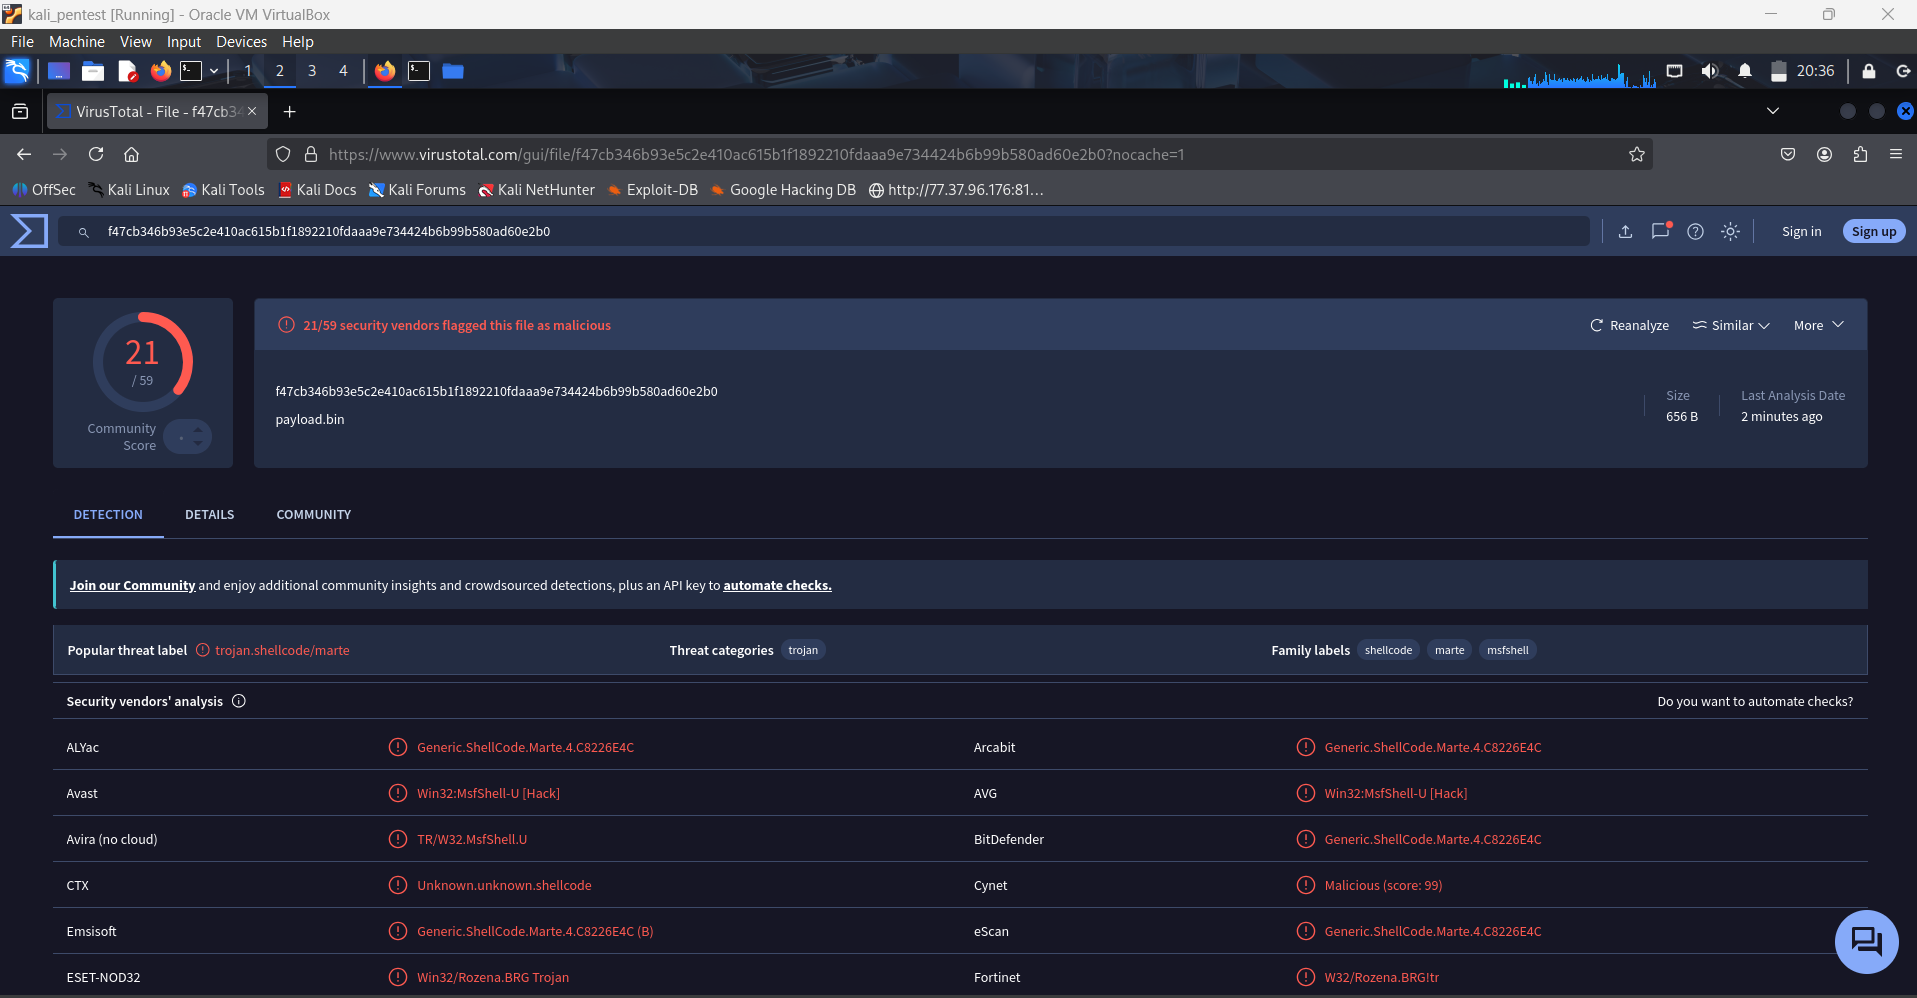 kali_pentest [Running] - Oracle VM VirtualBox
File Machine View Input Devices Help
1 2 3 4 20:36
VirusTotal - File - f47cb34
https://www.virustotal.com/gui/file/f47cb346b93e5c2e410ac615b1f1892210fdaaa9e734424b6b99b580ad60e2b0?nocache=1
OffSec Kali Linux Kali Tools Kali Docs Kali Forums Kali NetHunter Exploit-DB Google Hacking DB http://77.37.96.176:81...
f47cb346b93e5c2e410ac615b1f1892210fdaaa9e734424b6b99b580ad60e2b0 Sign in Sign up
21
/ 59
Community Score
21/59 security vendors flagged this file as malicious
Reanalyze Similar More
f47cb346b93e5c2e410ac615b1f1892210fdaaa9e734424b6b99b580ad60e2b0
payload.bin
Size
656 B
Last Analysis Date
2 minutes ago
DETECTION DETAILS COMMUNITY
Join our Community and enjoy additional community insights and crowdsourced detections, plus an API key to automate checks.
Popular threat label trojan.shellcode/marte Threat categories trojan Family labels shellcode marte msfshell
Security vendors' analysis Do you want to automate checks?
ALYac Generic.ShellCode.Marte.4.C8226E4C Arcabit Generic.ShellCode.Marte.4.C8226E4C
Avast Win32:MsfShell-U [Hack] AVG Win32:MsfShell-U [Hack]
Avira (no cloud) TR/W32.MsfShell.U BitDefender Generic.ShellCode.Marte.4.C8226E4C
CTX Unknown.unknown.shellcode Cynet Malicious (score: 99)
Emsisoft Generic.ShellCode.Marte.4.C8226E4C (B) eScan Generic.ShellCode.Marte.4.C8226E4C
ESET-NOD32 Win32/Rozena.BRG Trojan Fortinet W32/Rozena.BRG!tr